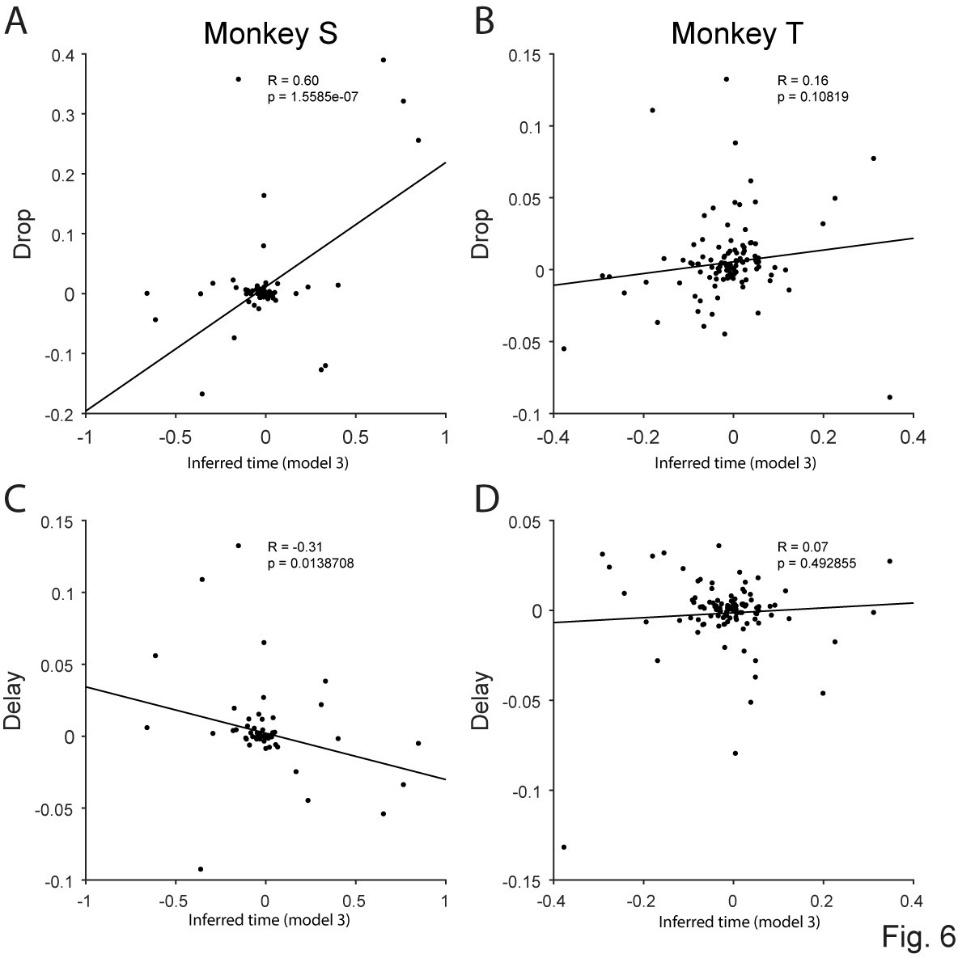 A
Monkey S
0.4
0.3
0.2
0.1
0
-0.1
-0.2
Drop
R = 0.60
p = 1.5585e-07
-1
-0.5
0
0.5
1
Inferred time (model 3)
B
Monkey T
0.15
0.1
0.05
0
-0.05
-0.1
Drop
R = 0.16
p = 0.10819
-0.4
-0.2
0
0.2
0.4
Inferred time (model 3)
C
0.15
0.1
0.05
0
-0.05
-0.1
Delay
R = -0.31
p = 0.0138708
-1
-0.5
0
0.5
1
Inferred time (model 3)
D
0.05
0
-0.05
-0.1
-0.15
Delay
R = 0.07
p = 0.492855
-0.4
-0.2
0
0.2
0.4
Inferred time (model 3)
Fig. 6